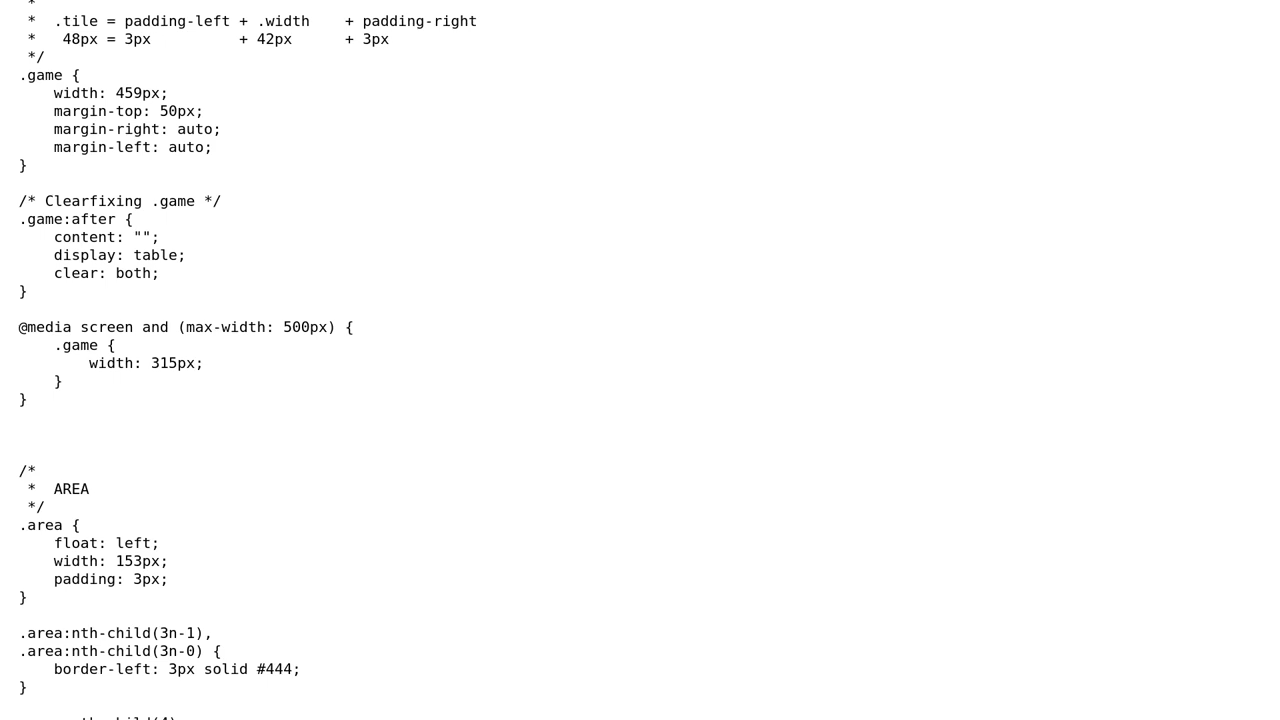 *
 *  .tile = padding-left + .width    + padding-right
 *   48px = 3px          + 42px      + 3px
 */
.game {
    width: 459px;
    margin-top: 50px;
    margin-right: auto;
    margin-left: auto;
}

/* Clearfixing .game */
.game:after {
    content: "";
    display: table;
    clear: both;
}

@media screen and (max-width: 500px) {
    .game {
        width: 315px;
    }
}

/*
 *  AREA
 */
.area {
    float: left;
    width: 153px;
    padding: 3px;
}

.area:nth-child(3n-1),
.area:nth-child(3n-0) {
    border-left: 3px solid #444;
}